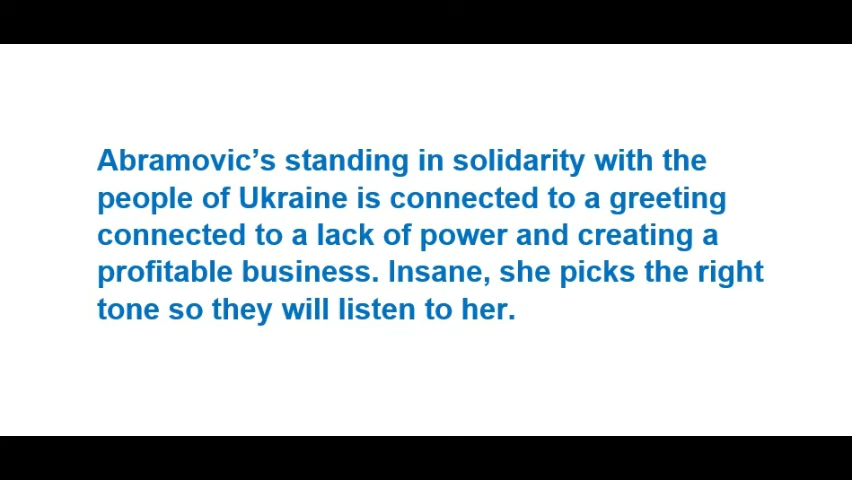 Abramovic’s standing in solidarity with the
people of Ukraine is connected to a greeting
connected to a lack of power and creating a
profitable business. Insane, she picks the right
tone so they will listen to her.